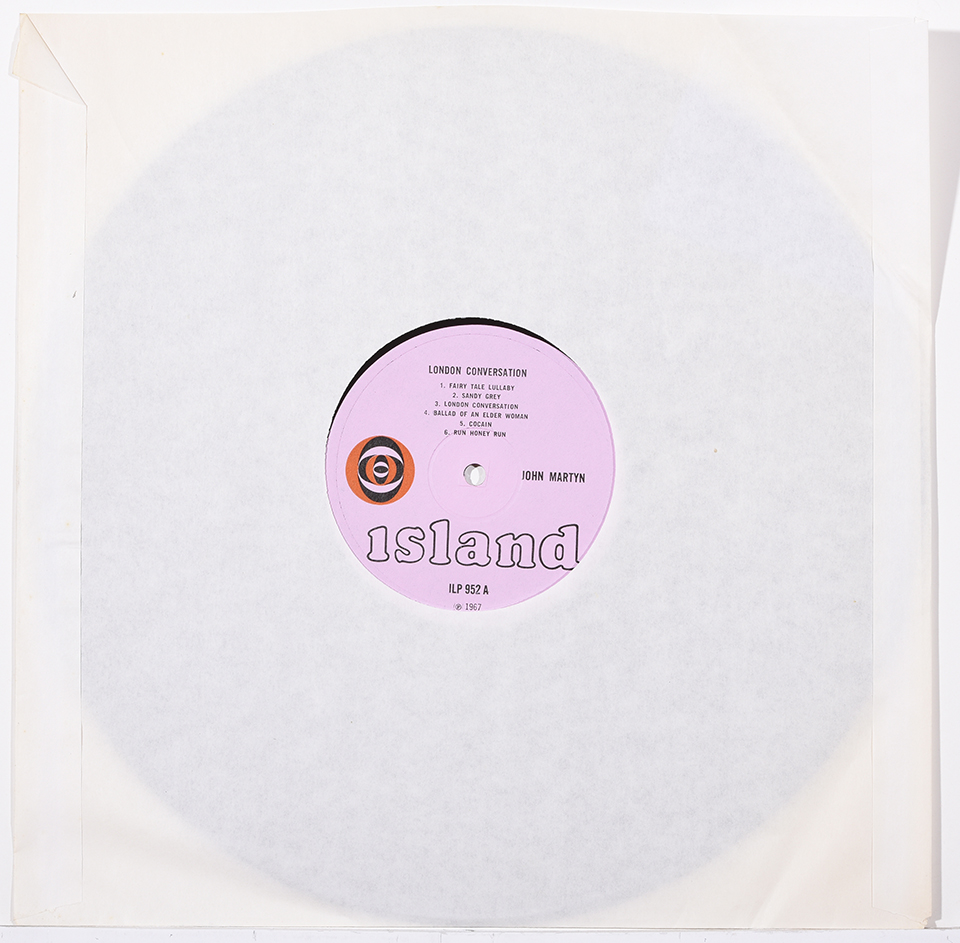 LONDON CONVERSATION
1. FAIRY TALE LULLABY
2. SANDY GREY
3. LONDON CONVERSATION
4. BALLAD OF AN ELDER WOMAN
5. COCAIN
6. RUN HONEY RUN
JOHN MARTYN
island
ILP 952 A
℗ 1967